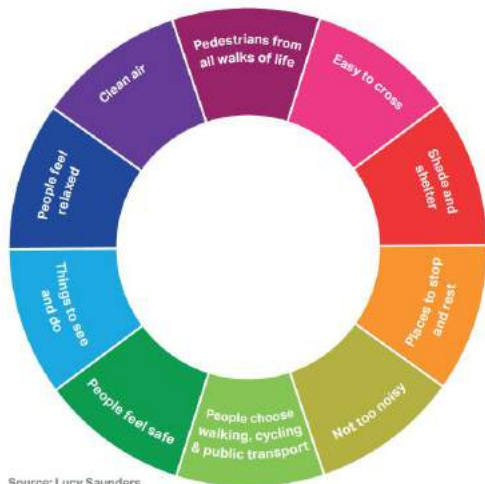 Pedestrians from
all walks of life
Easy to cross
Shade and
shelter
Places to stop
and rest
Not too noisy
People choose
walking, cycling
& public transport
People feel safe
Things to see
and do
People feel
relaxed
Clean air
Source: Lucy Saunders